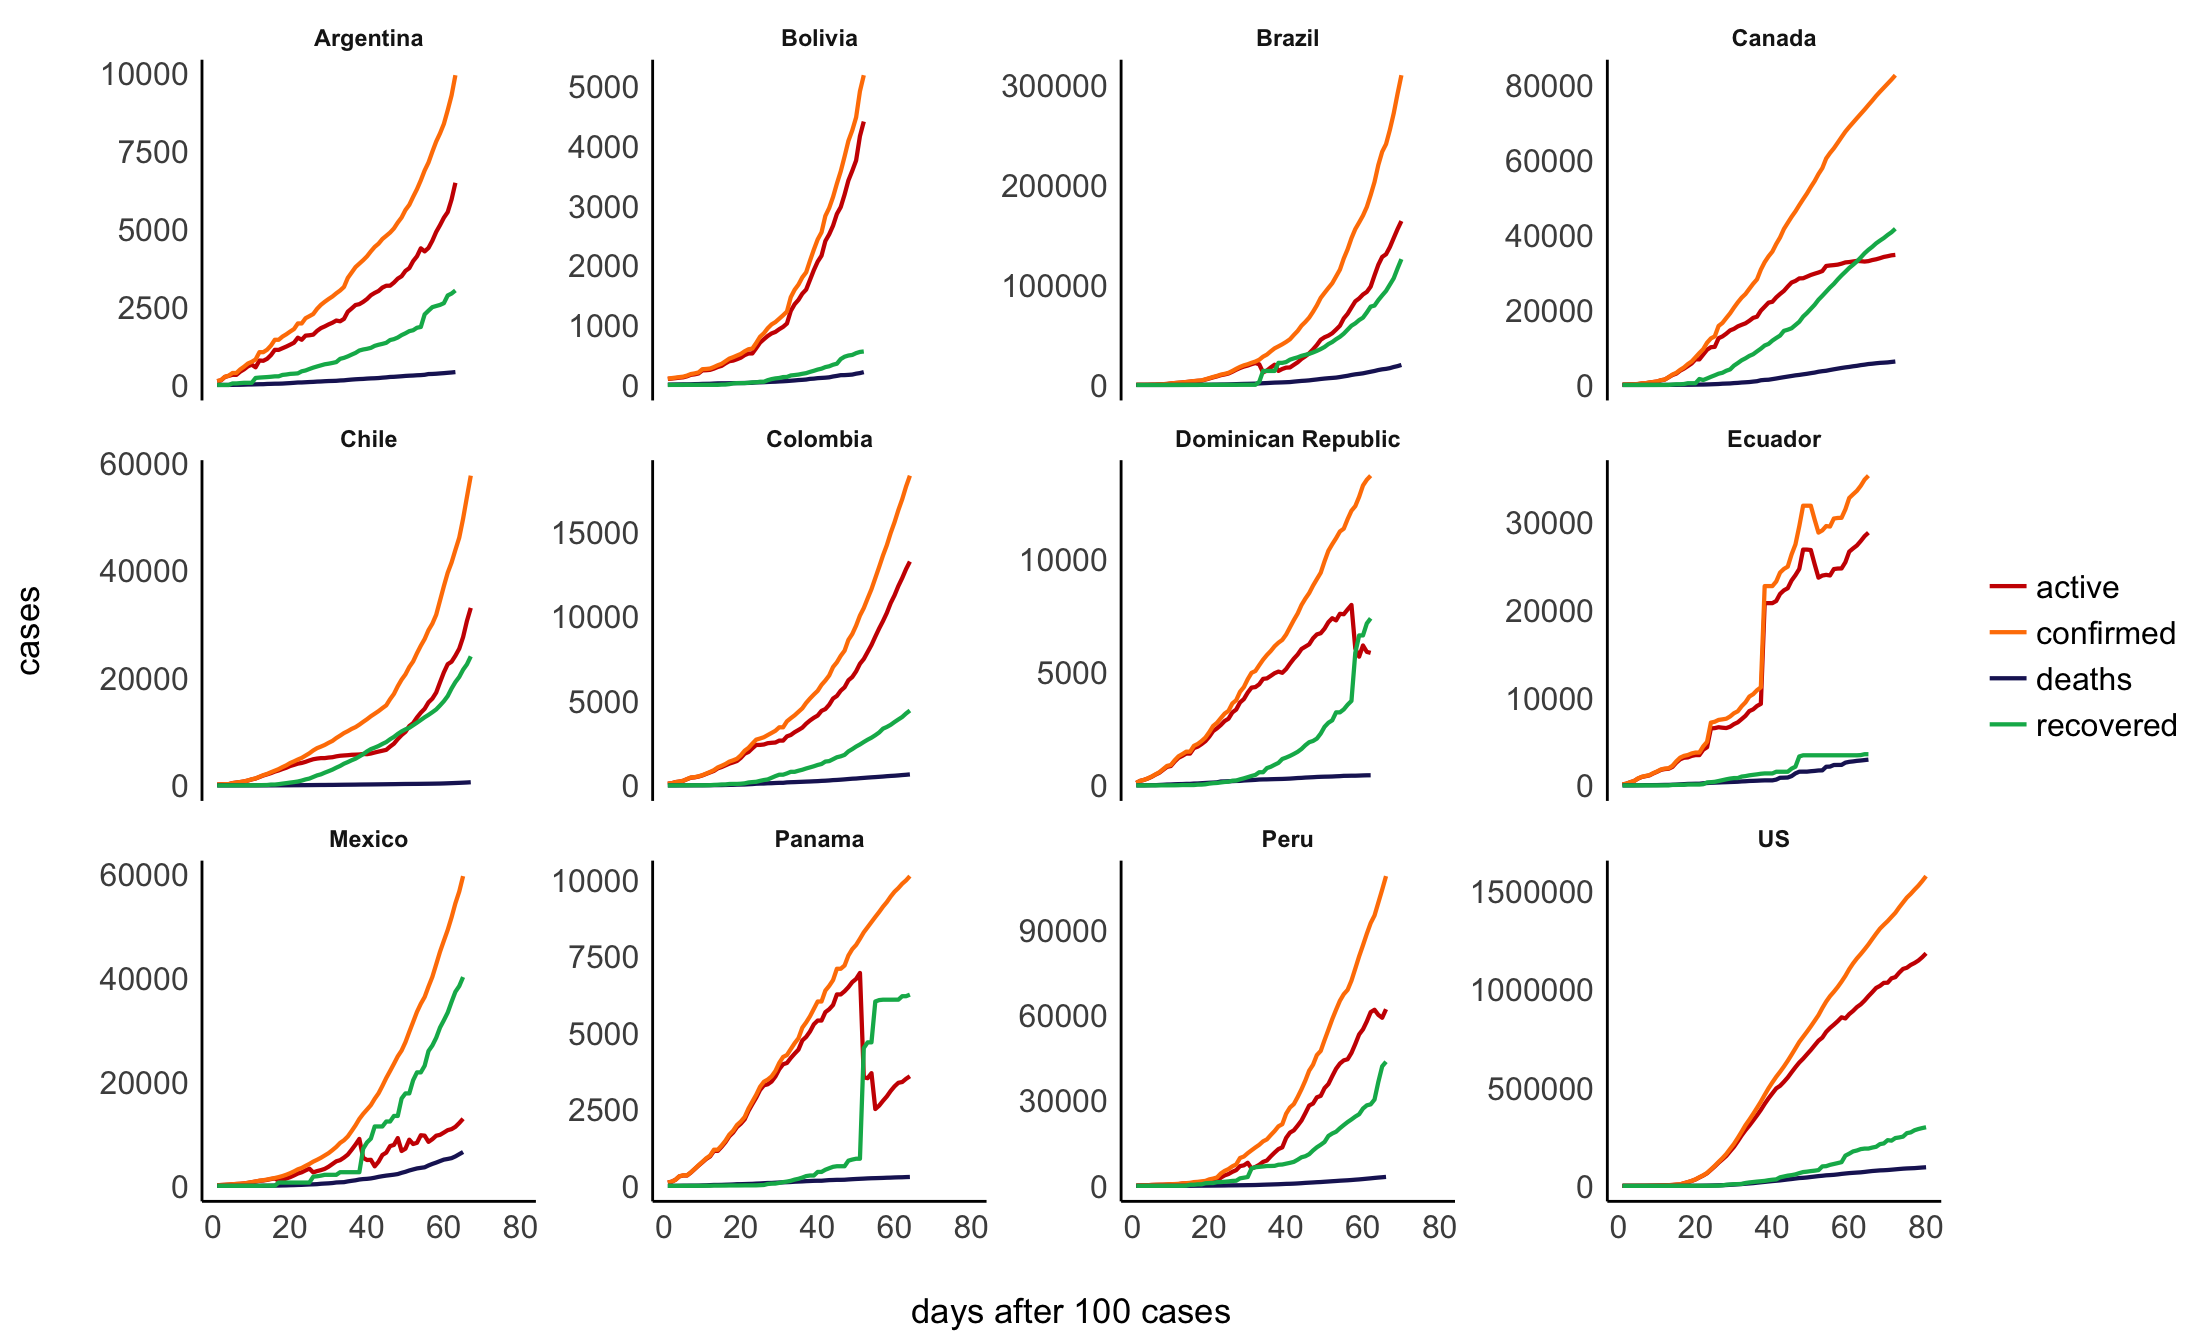 Argentina Bolivia Brazil Canada
10000 7500 5000 2500 0
5000 4000 3000 2000 1000 0
300000 200000 100000 0
80000 60000 40000 20000 0
Chile Colombia Dominican Republic Ecuador
60000 40000 20000 0
15000 10000 5000 0
10000 5000 0
30000 20000 10000 0
cases
active
confirmed
deaths
recovered
Mexico Panama Peru US
60000 40000 20000 0
10000 7500 5000 2500 0
90000 60000 30000 0
1500000 1000000 500000 0
0 20 40 60 80 0 20 40 60 80 0 20 40 60 80 0 20 40 60 80
days after 100 cases